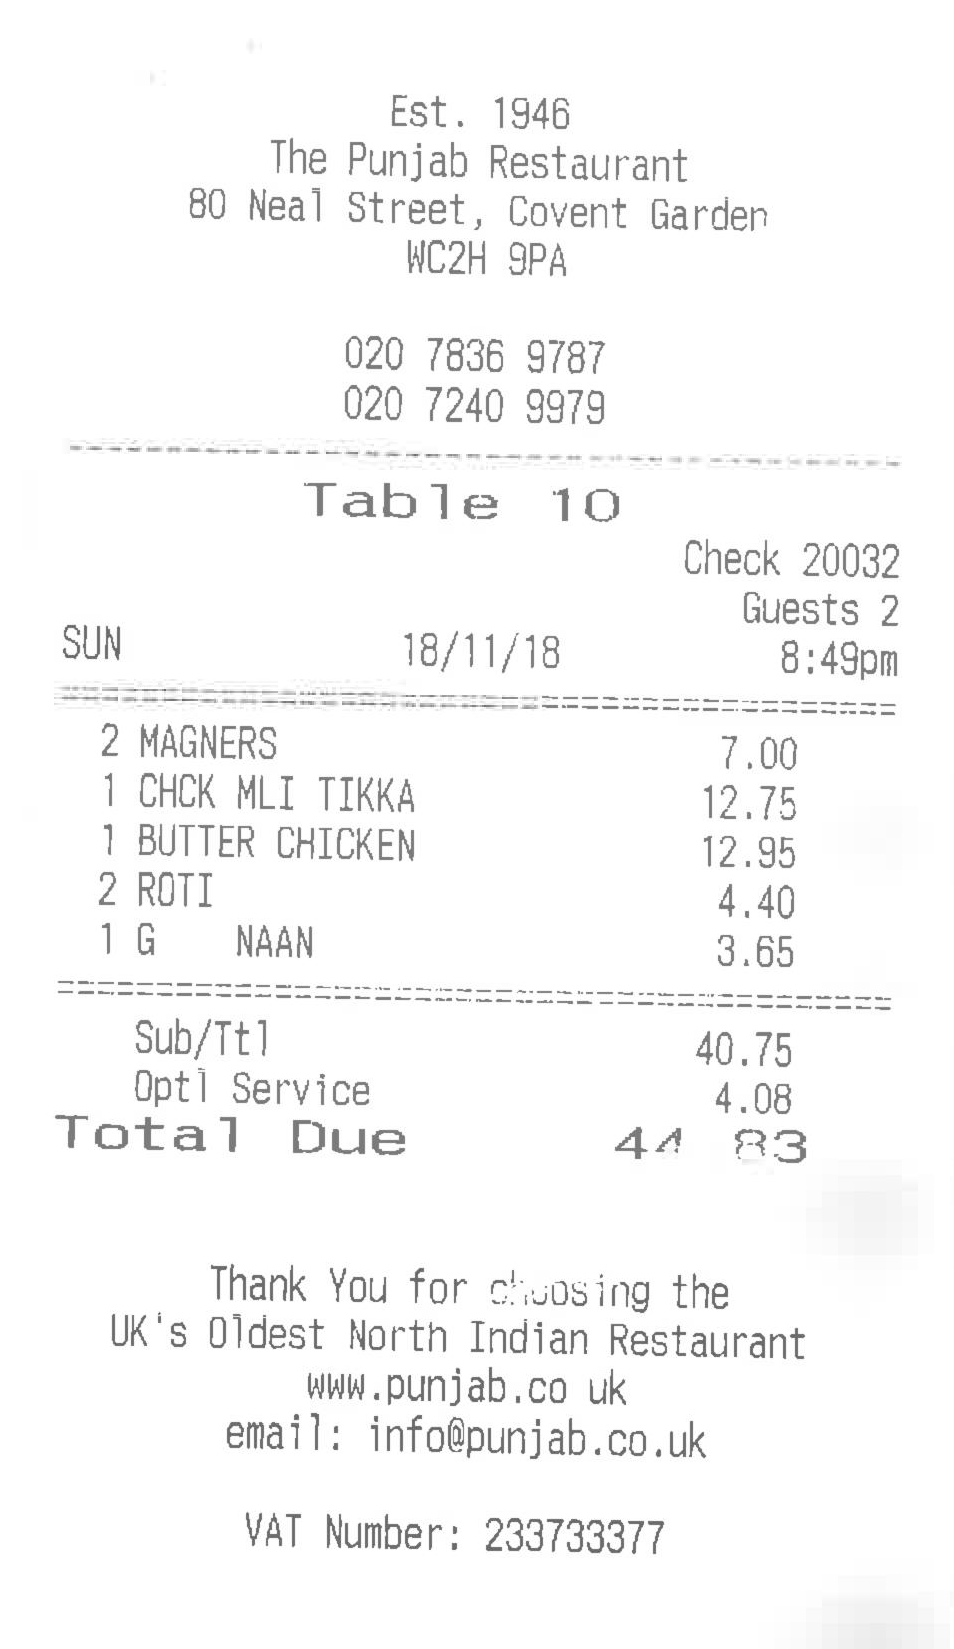 Est. 1946
The Punjab Restaurant
80 Neal Street, Covent Garden
WC2H 9PA
020 7836 9787
020 7240 9979
Table 10
Check 20032
Guests 2
SUN 18/11/18 8:49pm
2 MAGNERS 7.00
1 CHCK MLI TIKKA 12.75
1 BUTTER CHICKEN 12.95
2 ROTI 4.40
1 G NAAN 3.65
Sub/Ttl 40.75
Optl Service 4.08
Total Due 44 83
Thank You for choosing the
UK's Oldest North Indian Restaurant
www.punjab.co uk
email: info@punjab.co.uk
VAT Number: 233733377